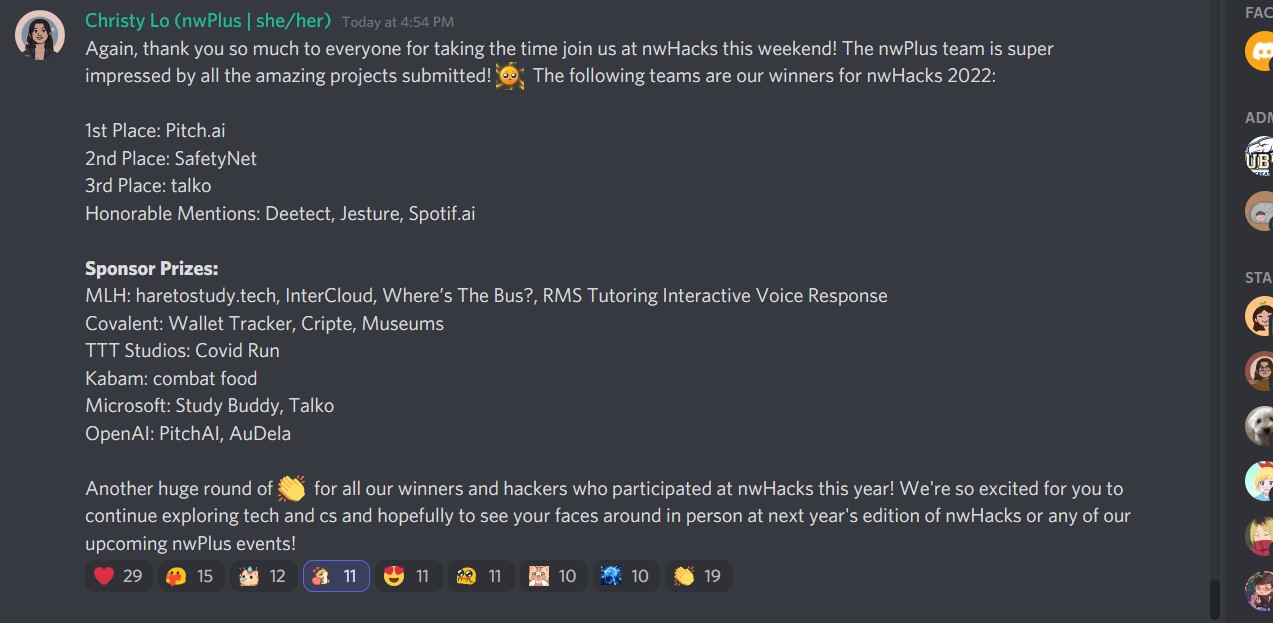 Christy Lo (nwPlus | she/her) Today at 4:54 PM
Again, thank you so much to everyone for taking the time join us at nwHacks this weekend! The nwPlus team is super
impressed by all the amazing projects submitted! The following teams are our winners for nwHacks 2022:
1st Place: Pitch.ai
2nd Place: SafetyNet
3rd Place: talko
Honorable Mentions: Deetect, Jesture, Spotif.ai
Sponsor Prizes:
MLH: haretostudy.tech, InterCloud, Where’s The Bus?, RMS Tutoring Interactive Voice Response
Covalent: Wallet Tracker, Cripte, Museums
TTT Studios: Covid Run
Kabam: combat food
Microsoft: Study Buddy, Talko
OpenAI: PitchAI, AuDela
Another huge round of for all our winners and hackers who participated at nwHacks this year! We're so excited for you to
continue exploring tech and cs and hopefully to see your faces around in person at next year's edition of nwHacks or any of our
upcoming nwPlus events!
29 15 12 11 11 11 10 10 19
FAC
ADM
UB
STA